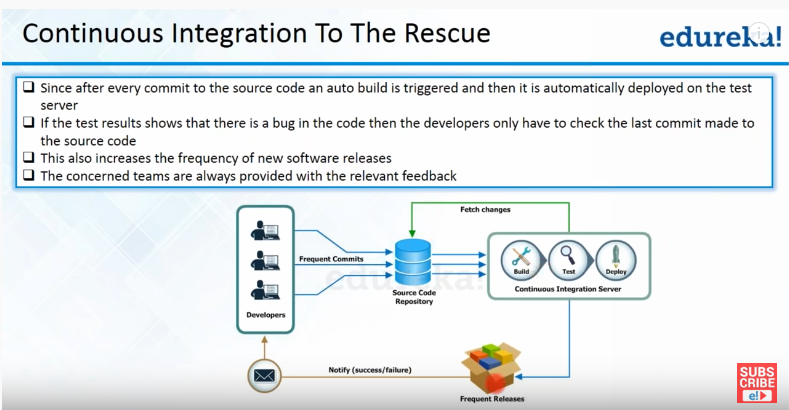 Continuous Integration To The Rescue
edureka!
Since after every commit to the source code an auto build is triggered and then it is automatically deployed on the test
server
If the test results shows that there is a bug in the code then the developers only have to check the last commit made to
the source code
This also increases the frequency of new software releases
The concerned teams are always provided with the relevant feedback
Fetch changes
Frequent Commits
Build
Test
Deploy
Continuous Integration Server
edureka!
Source Code
Repository
Developers
Notify (success/failure)
Frequent Releases
SUBS
CRIBE
e!